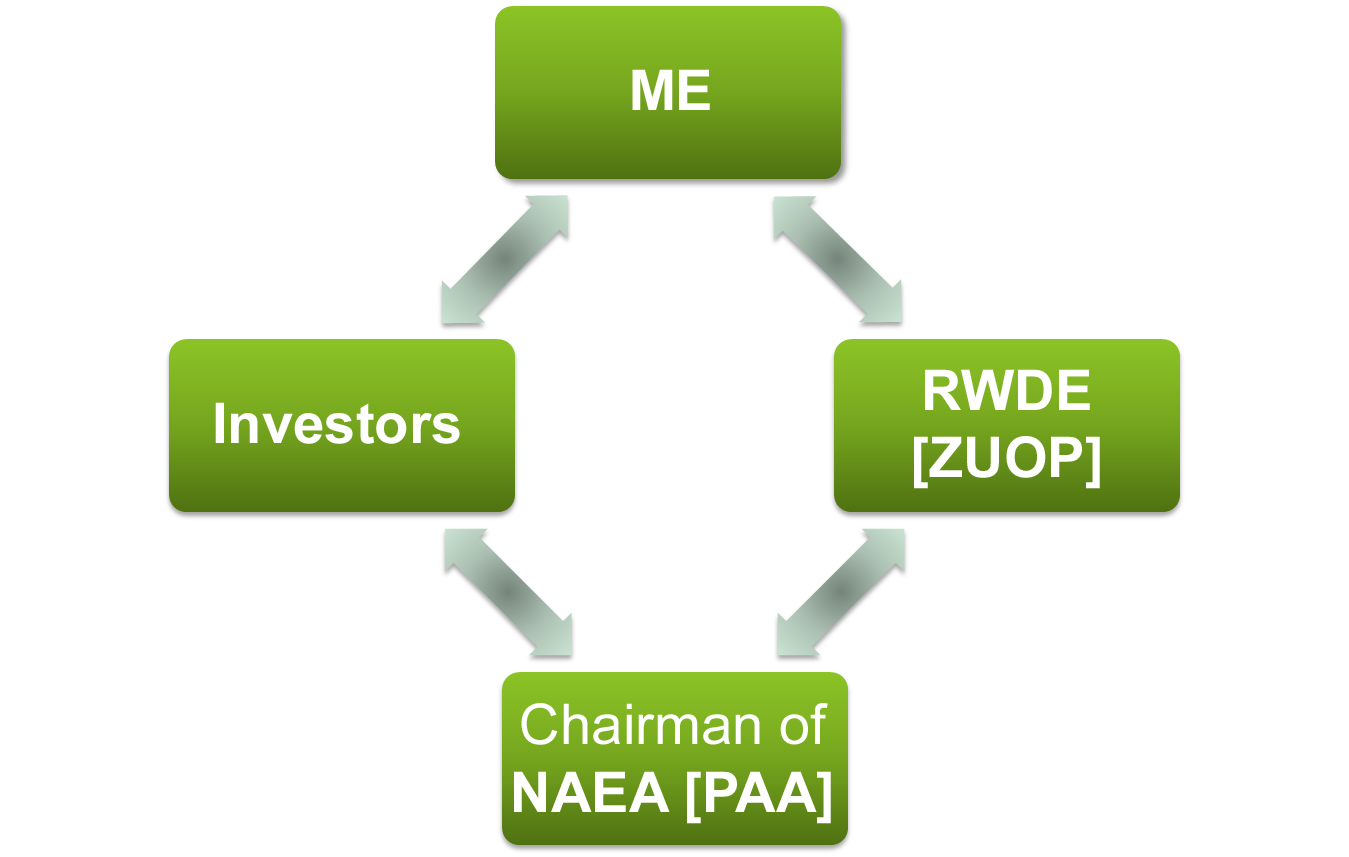 ME
Investors
RWDE
[ZUOP]
Chairman of
NAEA [PAA]